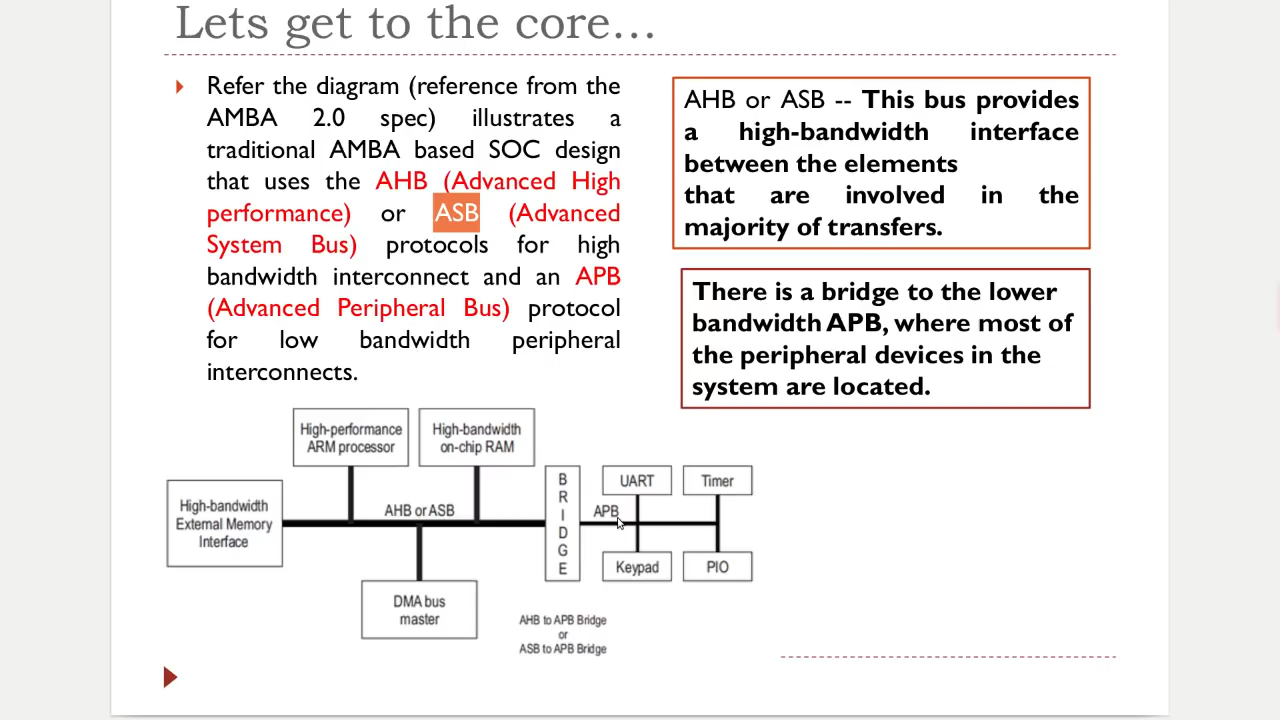 Lets get to the core...
Refer the diagram (reference from the
AMBA 2.0 spec) illustrates a
traditional AMBA based SOC design
that uses the AHB (Advanced High
performance) or ASB (Advanced
System Bus) protocols for high
bandwidth interconnect and an APB
(Advanced Peripheral Bus) protocol
for low bandwidth peripheral
interconnects.
AHB or ASB -- This bus provides
a high-bandwidth interface
between the elements
that are involved in the
majority of transfers.
There is a bridge to the lower
bandwidth APB, where most of
the peripheral devices in the
system are located.
High-performance
ARM processor
High-bandwidth
on-chip RAM
High-bandwidth
External Memory
Interface
AHB or ASB
DMA bus
master
B
R
I
D
G
E
APB
UART
Timer
Keypad
PIO
AHB to APB Bridge
or
ASB to APB Bridge